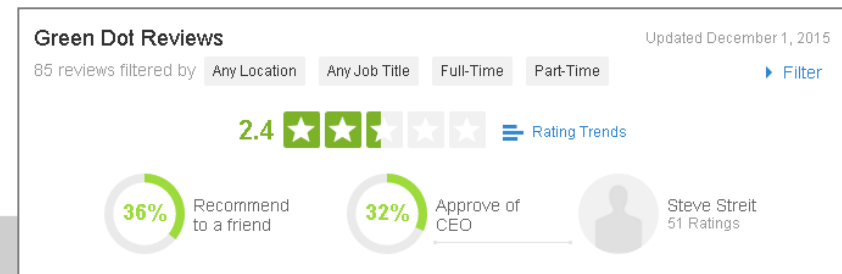 Green Dot Reviews
Updated December 1, 2015
85 reviews filtered by Any Location Any Job Title Full-Time Part-Time Filter
2.4 Rating Trends
36%
Recommend
to a friend
32%
Approve of
CEO
Steve Streit
51 Ratings